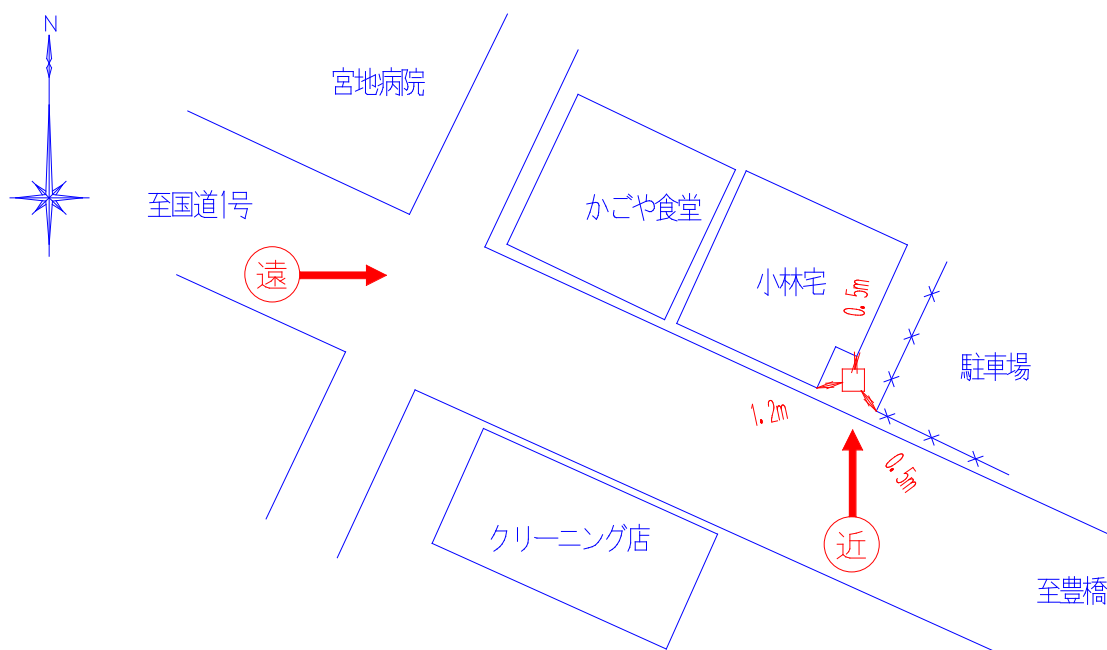 N
宮地病院
至国道1号
かごや食堂
遠
小林宅
0.5m
駐車場
1.2m
0.5m
クリーニング店
近
至豊橋